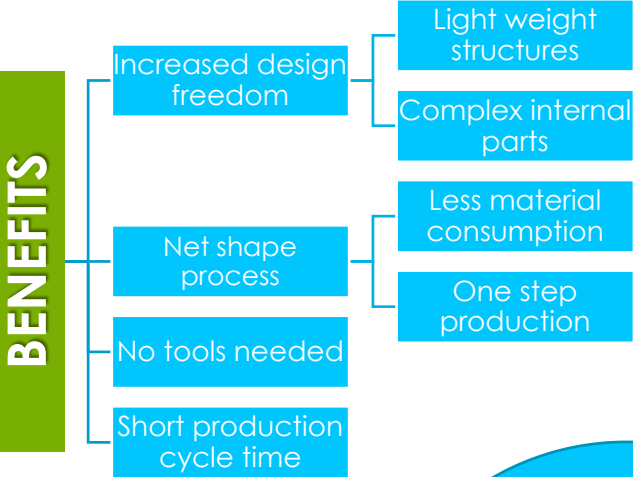 BENEFITS
Increased design
freedom
Light weight
structures
Complex internal
parts
Net shape
process
Less material
consumption
One step
production
No tools needed
Short production
cycle time